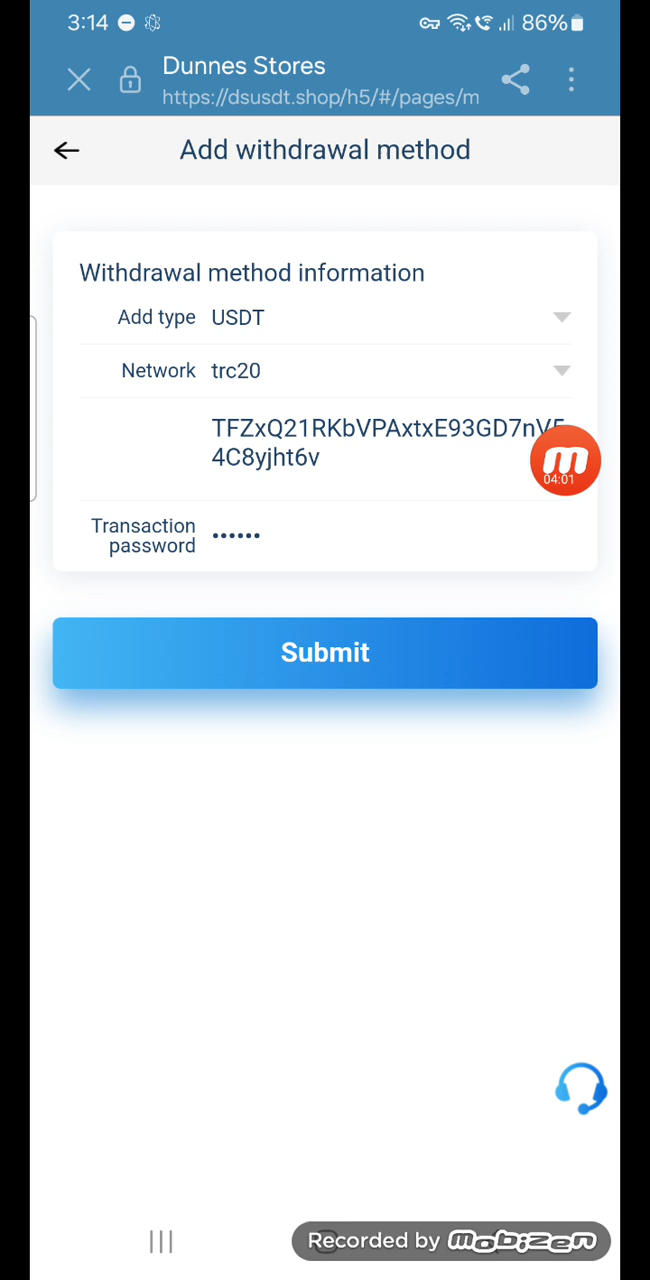 3:14 86%
Dunnes Stores
https://dsusdt.shop/h5/#/pages/m
Add withdrawal method
Withdrawal method information
Add type USDT
Network trc20
TFZxQ21RKbVPAxtxE93GD7nV5
4C8yjht6v
m
04:01
Transaction
password ••••••
Submit
Recorded by mobizen